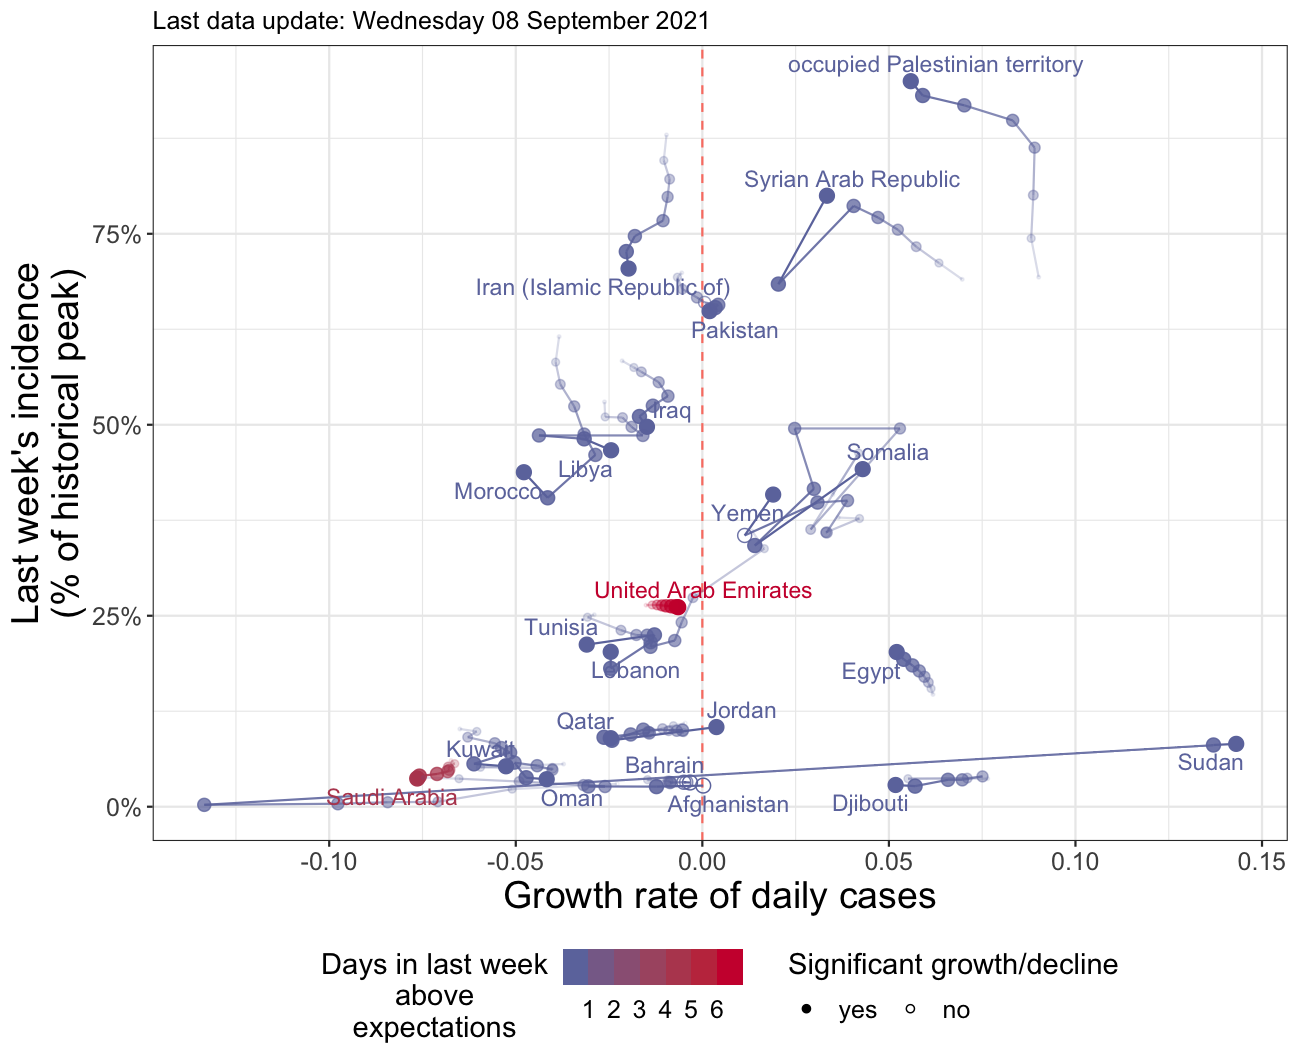 Last data update: Wednesday 08 September 2021
occupied Palestinian territory
Syrian Arab Republic
75%
Iran (Islamic Republic of)
Pakistan
Iraq
50%
Somalia
Libya
Morocco
Yemen
United Arab Emirates
25%
Tunisia
Lebanon
Egypt
Jordan
Qatar
Kuwait
Bahrain
Sudan
Saudi Arabia
Oman
Afghanistan
Djibouti
0%
Last week's incidence
(% of historical peak)
-0.10
-0.05
0.00
0.05
0.10
0.15
Growth rate of daily cases
Days in last week
above
expectations
1 2 3 4 5 6
Significant growth/decline
yes
no